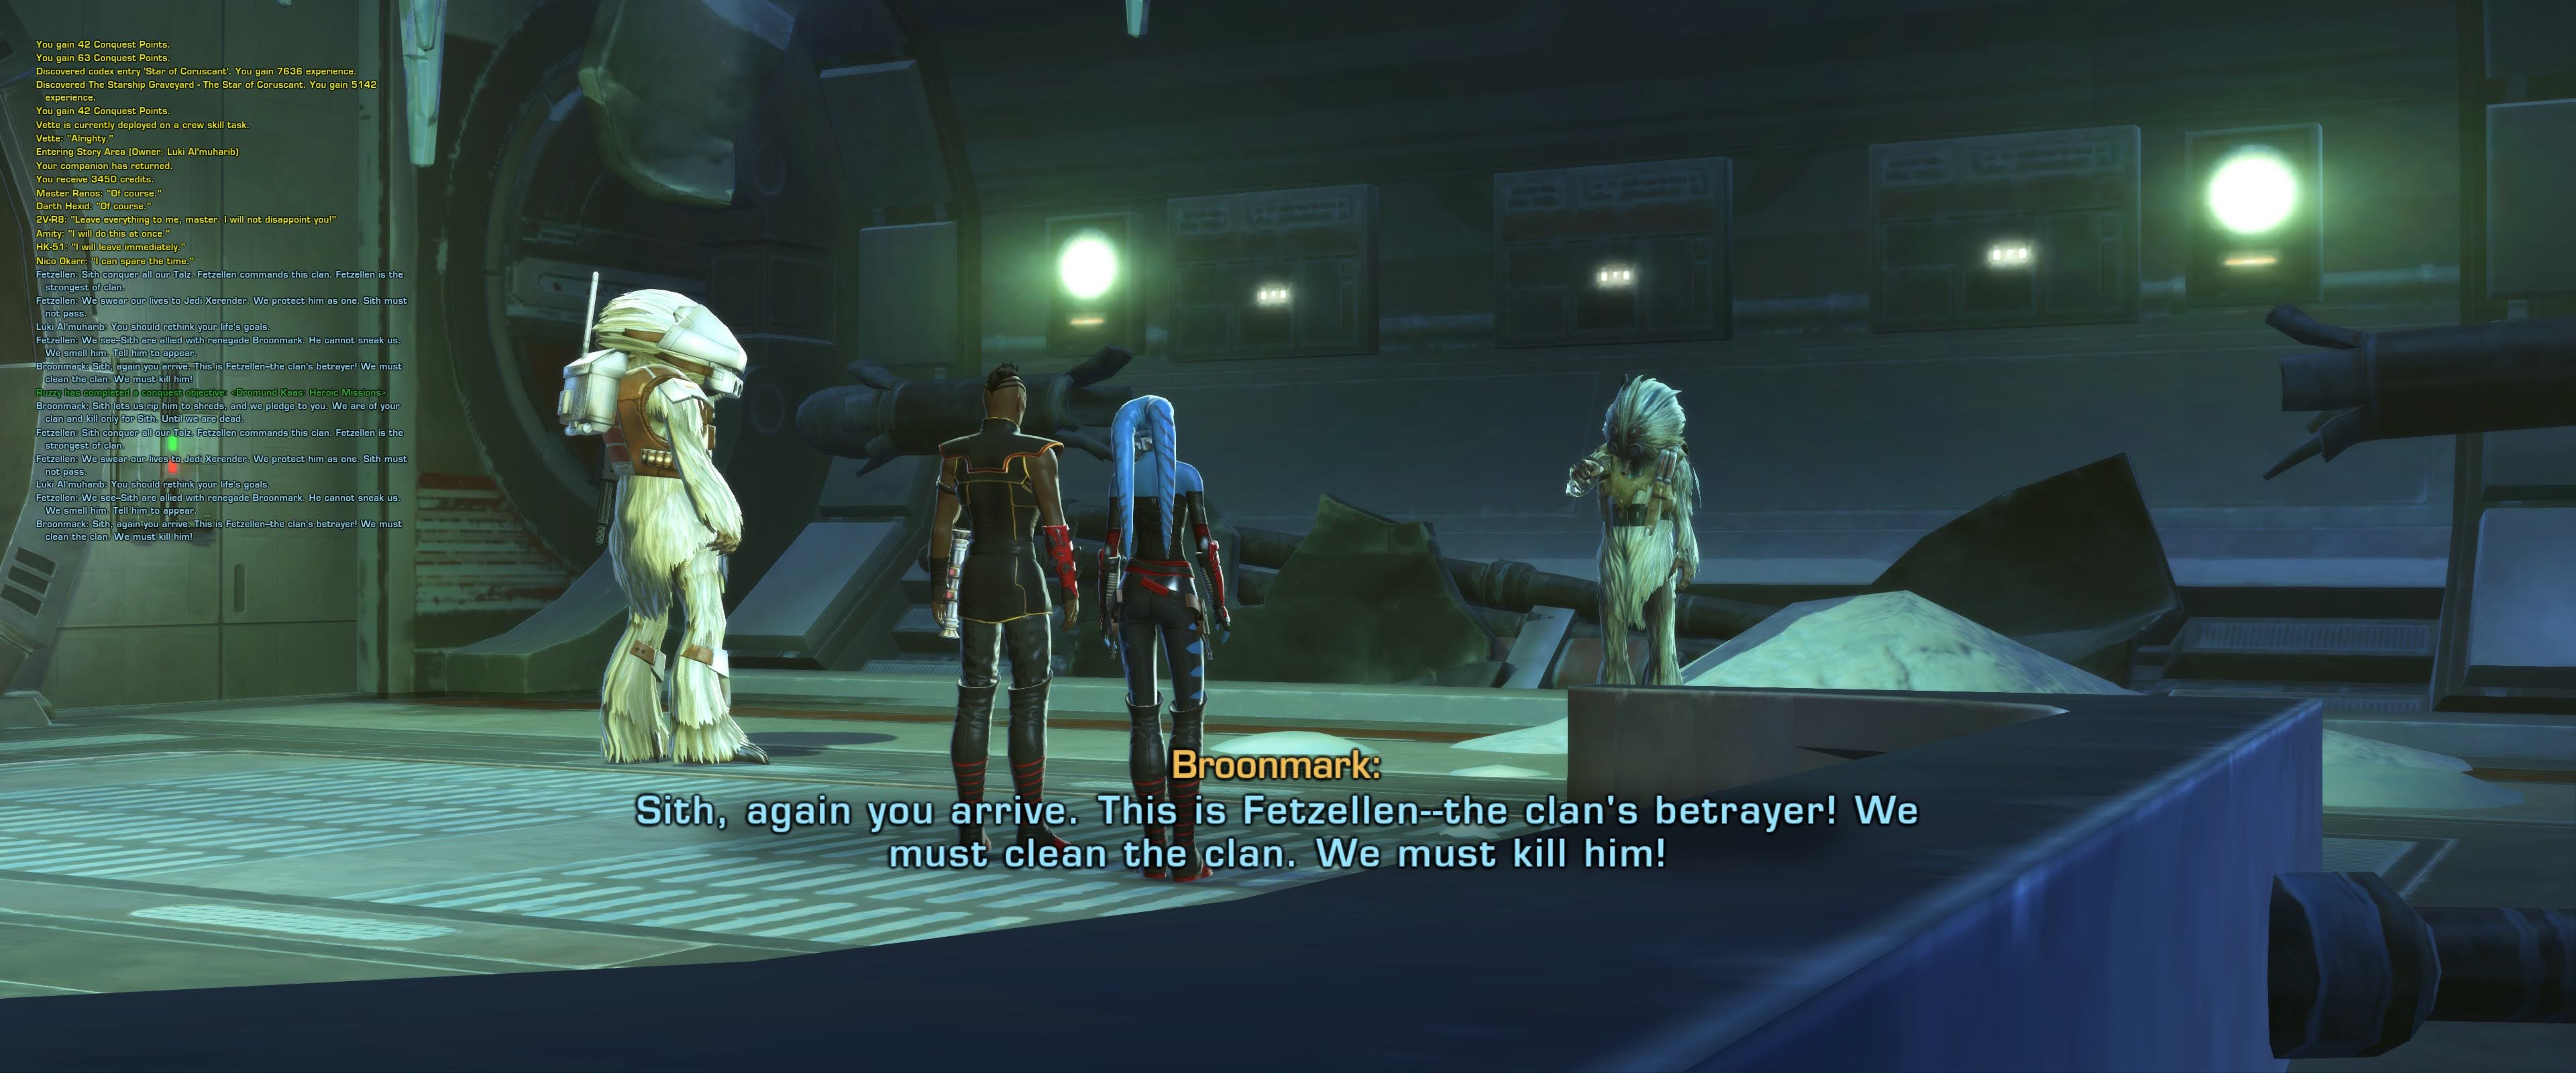 You gain 42 Conquest Points.
You gain 63 Conquest Points.
Discovered codex entry 'Star of Coruscant'. You gain 7636 experience.
Discovered The Starship Graveyard - The Star of Coruscant. You gain 5142
experience.
You gain 42 Conquest Points.
Vette is currently deployed on a crew skill task.
Vette: "Alrighty."
Entering Story Area (Owner: Luki Al'muharib)
Your companion has returned.
You receive 3450 credits.
Master Ranos: "Of course."
Darth Hexid: "Of course."
2V-R8: "Leave everything to me, master. I will not disappoint you!"
Amity: "I will do this at once."
HK-51: "I will leave immediately."
Nico Okarr: "I can spare the time."
Fetzellen: Sith conquer all our Talz. Fetzellen commands this clan. Fetzellen is the
strongest of clan.
Fetzellen: We swear our lives to Jedi Xerender. We protect him as one. Sith must
not pass.
Luki Al'muharib: You should rethink your life's goals.
Fetzellen: We see--Sith are allied with renegade Broonmark. He cannot sneak us.
We smell him. Tell him to appear.
Broonmark: Sith, again you arrive. This is Fetzellen--the clan's betrayer! We must
clean the clan. We must kill him!
Ruzzy has completed a conquest objective: <Dromund Kaas: Heroic Missions>
Broonmark: Sith lets us rip him to shreds, and we pledge to you. We are of your
clan and kill only for Sith. Until we are dead.
Fetzellen: Sith conquer all our Talz. Fetzellen commands this clan. Fetzellen is the
strongest of clan.
Fetzellen: We swear our lives to Jedi Xerender. We protect him as one. Sith must
not pass.
Luki Al'muharib: You should rethink your life's goals.
Fetzellen: We see--Sith are allied with renegade Broonmark. He cannot sneak us.
We smell him. Tell him to appear.
Broonmark: Sith, again you arrive. This is Fetzellen--the clan's betrayer! We must
clean the clan. We must kill him!
Broonmark:
Sith, again you arrive. This is Fetzellen--the clan's betrayer! We
must clean the clan. We must kill him!